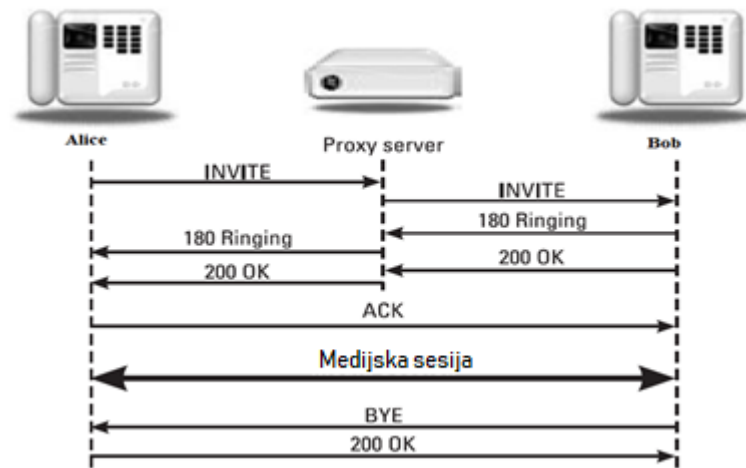 Alice
Proxy server
Bob
INVITE
INVITE
180 Ringing
180 Ringing
200 OK
200 OK
ACK
Medijska sesija
BYE
200 OK